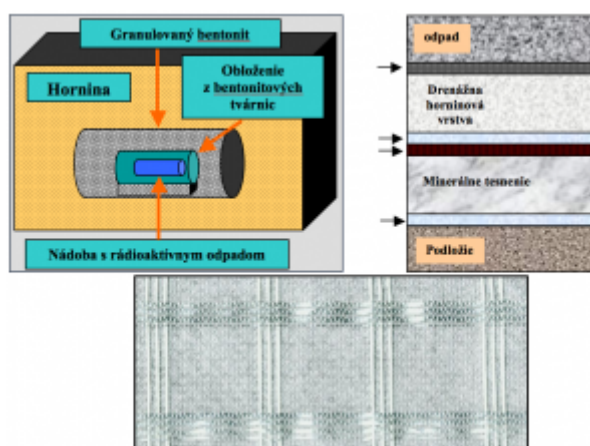 Granulovaný bentonit
Hornina
Obloženie
z bentonitových
tvárnic
Nádoba s rádioaktívnym odpadom
odpad
Drenážna
horninová
vrstva
Minerálne tesnenie
Podložie